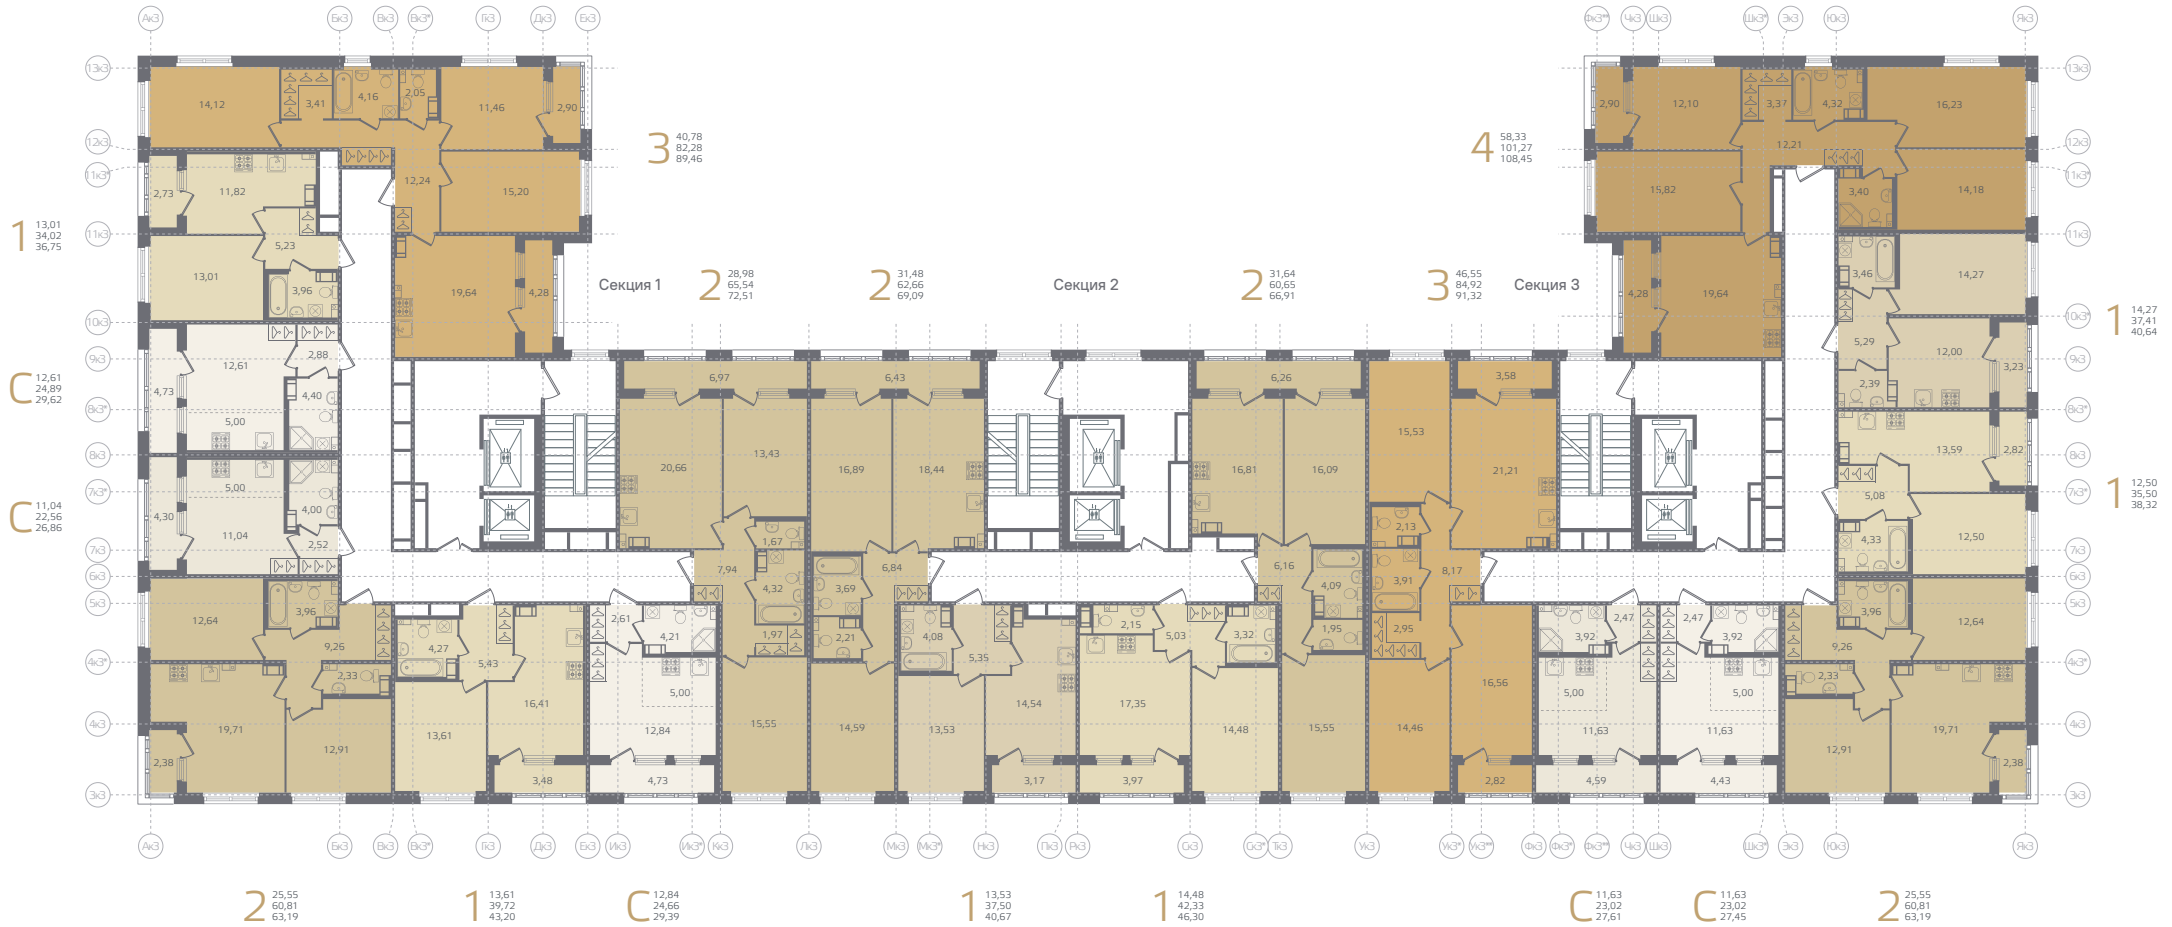 Ак3 Бк3 Вк3 Вк3* Гк3 Дк3 Ек3 Фк3** Чк3 Шк3 Шк3* Эк3 Юк3 Як3
13к3 13к3
14,12 3,41 4,16 2,05 11,46 2,90 2,90 12,10 3,37 4,32 16,23
12к3 12к3
3 40,78
82,28
89,46
4 58,33
101,27
108,45
12,21
11к3* 11к3*
2,73 11,82 12,24 15,20 15,82 3,40 14,18
1 13,01
34,02
36,75
11к3 11к3
5,23
13,01 3,96 19,64 4,28 4,28 19,64 3,46 14,27
Секция 1
2 28,98
65,54
72,51
2 31,48
62,66
69,09
Секция 2
2 31,64
60,65
66,91
3 46,55
84,92
91,32
Секция 3
10к3 10к3*
1 14,27
37,41
40,64
9к3 9к3
12,61 2,88 5,29 12,00 3,23
C 12,61
24,89
29,62
4,73 4,40 6,97 6,43 6,26 3,58 2,39
8к3* 8к3*
5,00 15,53
13,43 13,59 2,82
8к3 8к3
20,66 16,89 18,44 16,81 16,09 21,21
7к3* 7к3*
5,00 5,08
1 12,50
35,50
38,32
C 11,04
22,56
26,86
4,30 4,00 11,04 2,52 1,67 2,13 4,33 12,50
7к3 7к3
7,94 6,84 6,16 8,17
6к3 6к3
4,32 3,69 4,09 3,91
5к3 5к3
12,64 3,96 2,61 4,21 2,15 3,92 2,47 2,47 3,92 3,96 12,64
9,26 4,27 5,43 1,97 2,21 4,08 5,35 5,03 3,32 1,95 2,95 9,26
4к3* 4к3*
2,33 5,00 5,00 5,00 2,33
16,41 14,54 17,35 16,56
4к3 4к3
19,71 12,91 13,61 12,84 15,55 14,59 13,53 14,48 15,55 14,46 11,63 11,63 12,91 19,71
2,38 3,48 4,73 3,17 3,97 2,82 4,59 4,43 2,38
3к3 3к3
Ак3 Бк3 Вк3 Вк3* Гк3 Дк3 Ек3 Ик3 Ик3* Кк3 Лк3 Мк3 Мк3* Нк3 Пк3 Рк3 Ск3 Ск3* Тк3 Ук3 Ук3* Ук3** Фк3 Фк3* Фк3** Чк3 Шк3 Шк3* Эк3 Юк3 Як3
2 25,55
60,81
63,19
1 13,61
39,72
43,20
C 12,84
24,66
29,39
1 13,53
37,50
40,67
1 14,48
42,33
46,30
C 11,63
23,02
27,61
C 11,63
23,02
27,45
2 25,55
60,81
63,19